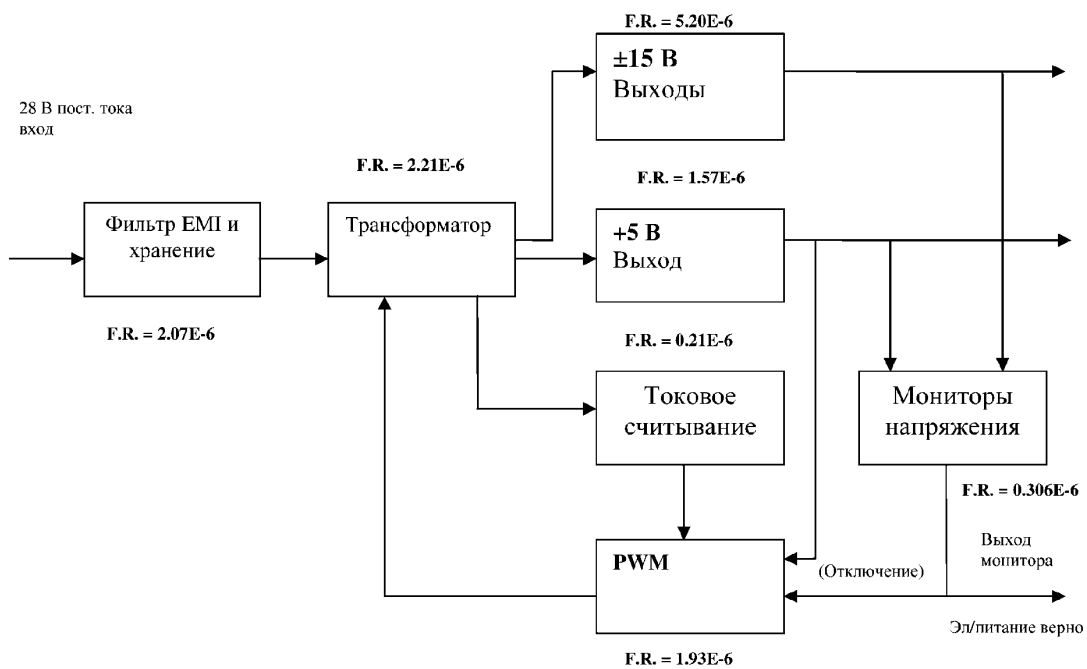 F.R. = 5.20E-6
±15 В
Выходы
28 В пост. тока
вход
F.R. = 2.21E-6
F.R. = 1.57E-6
Фильтр EMI и
хранение
Трансформатор
+5 В
Выход
F.R. = 2.07E-6
F.R. = 0.21E-6
Токовое
считывание
Мониторы
напряжения
F.R. = 0.306E-6
PWM
(Отключение)
Выход
монитора
Эл/питание верно
F.R. = 1.93E-6